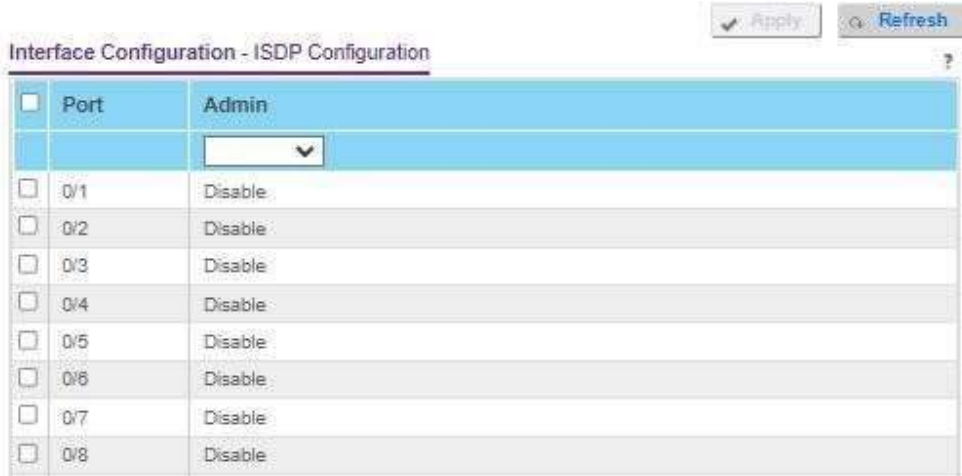 Apply Refresh
Interface Configuration - ISDP Configuration
?
Port Admin
0/1 Disable
0/2 Disable
0/3 Disable
0/4 Disable
0/5 Disable
0/6 Disable
0/7 Disable
0/8 Disable